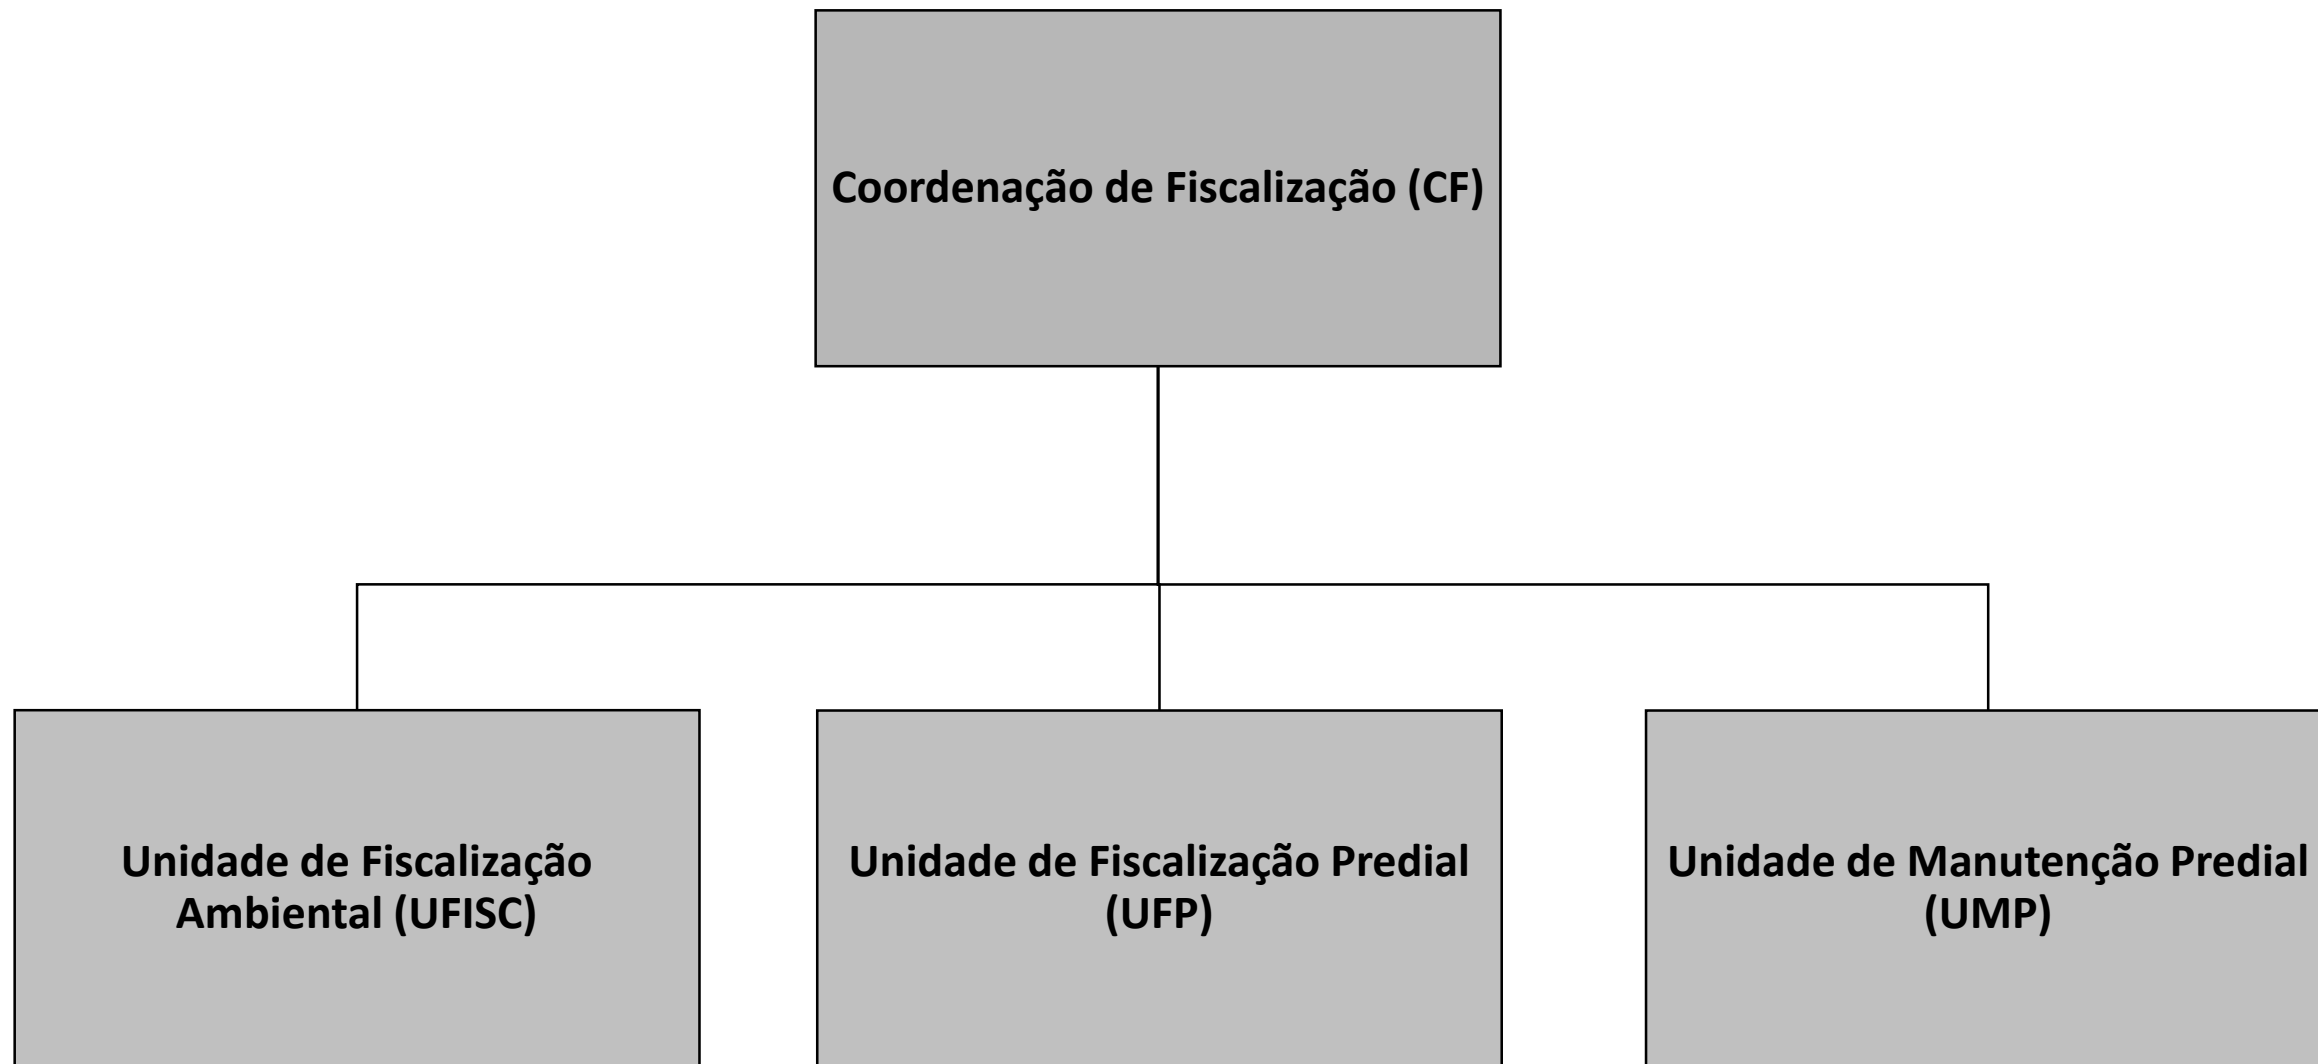 Coordenação de Fiscalização (CF)
Unidade de Fiscalização
Ambiental (UFISC)
Unidade de Fiscalização Predial
(UFP)
Unidade de Manutenção Predial
(UMP)